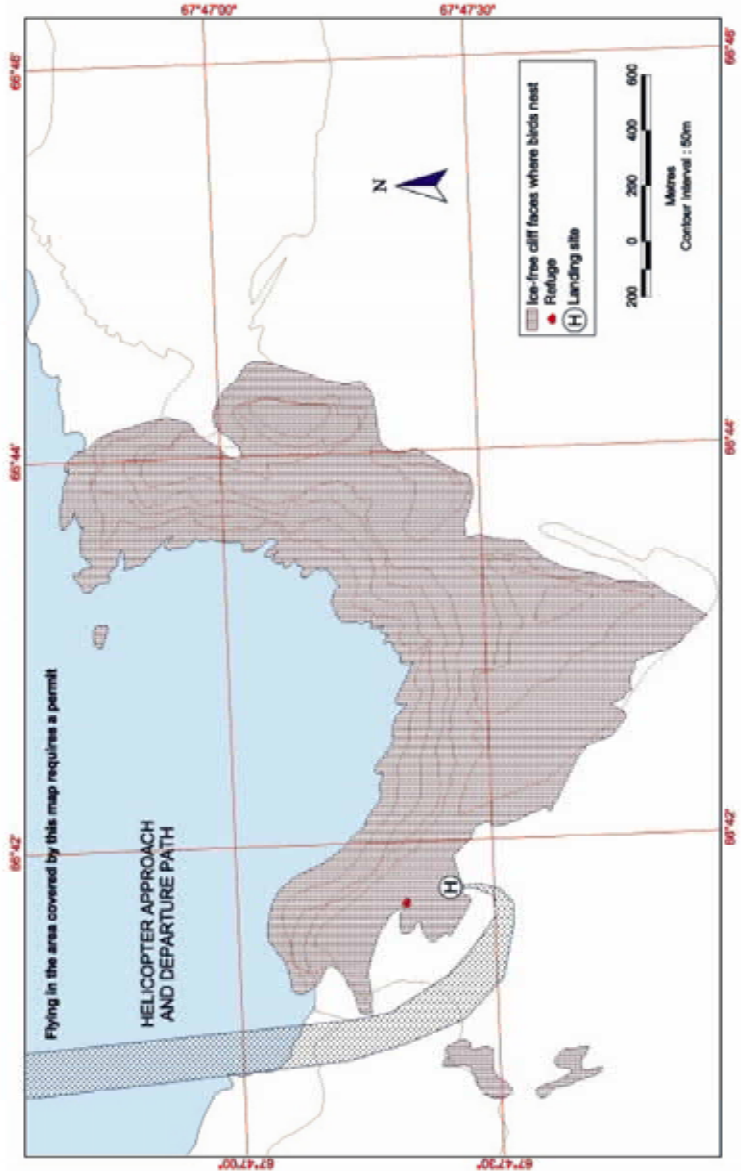 66°42' 66°44' 66°46'
Flying in the area covered by this map requires a permit
HELICOPTER APPROACH
AND DEPARTURE PATH
67°47'00"
67°47'00"
N
H
67°47'30"
67°47'30"
Ice-free cliff faces where birds nest
Refuge
H Landing site
200 0 200 400 600
Metres
Contour Interval : 50m
66°42' 66°44' 66°46'